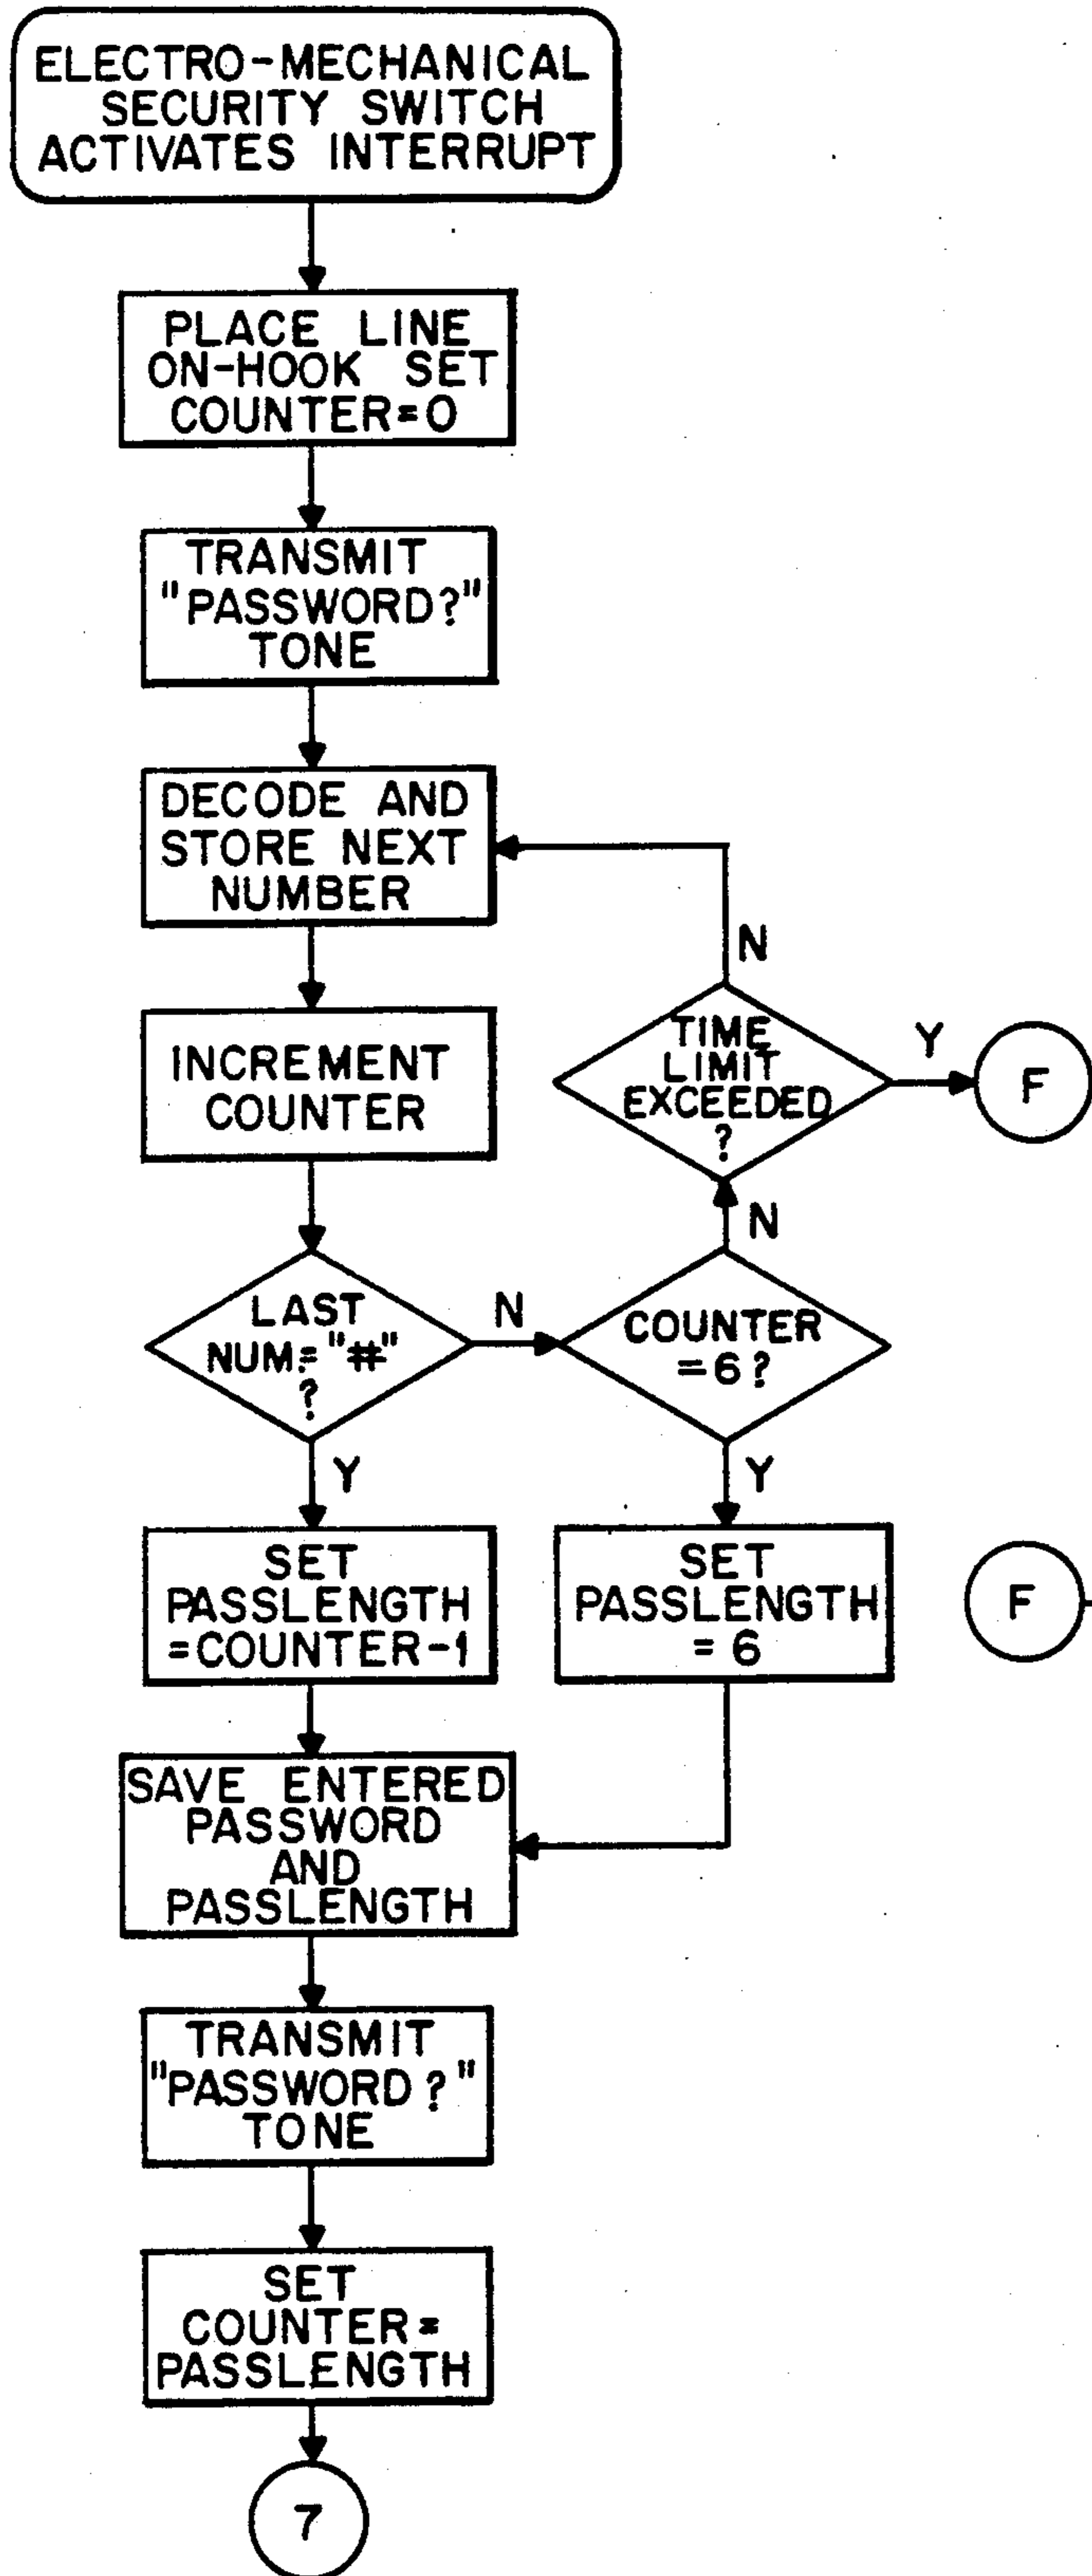 ELECTRO-MECHANICAL
SECURITY SWITCH
ACTIVATES INTERRUPT
PLACE LINE
ON-HOOK SET
COUNTER=0
TRANSMIT
"PASSWORD?"
TONE
DECODE AND
STORE NEXT
NUMBER
N
INCREMENT
COUNTER
TIME
LIMIT
EXCEEDED
?
Y
F
N
LAST
NUM.="#"
?
N
COUNTER
=6?
Y
Y
SET
PASSLENGTH
=COUNTER-1
SET
PASSLENGTH
=6
F
SAVE ENTERED
PASSWORD
AND
PASSLENGTH
TRANSMIT
"PASSWORD?"
TONE
SET
COUNTER=
PASSLENGTH
7